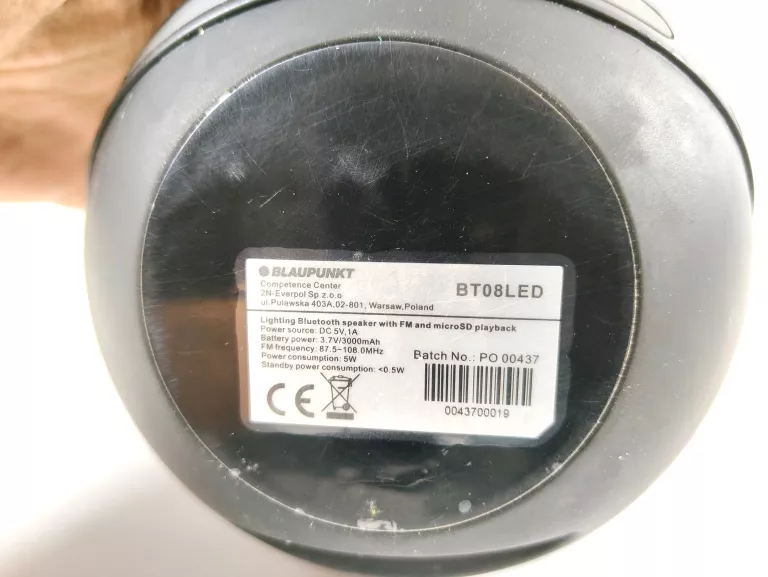 BLAUPUNKT
Competence Center
2N-Everpol Sp.z.o.o
ul.Puławska 403A,02-801, Warsaw,Poland
BT08LED
Lighting Bluetooth speaker with FM and microSD playback
Power source: DC 5V,1A
Battery power: 3.7V/3000mAh
FM frequency: 87.5~108.0MHz
Power consumption: 5W
Standby power consumption: <0.5W
Batch No.: PO 00437
CE
0043700019